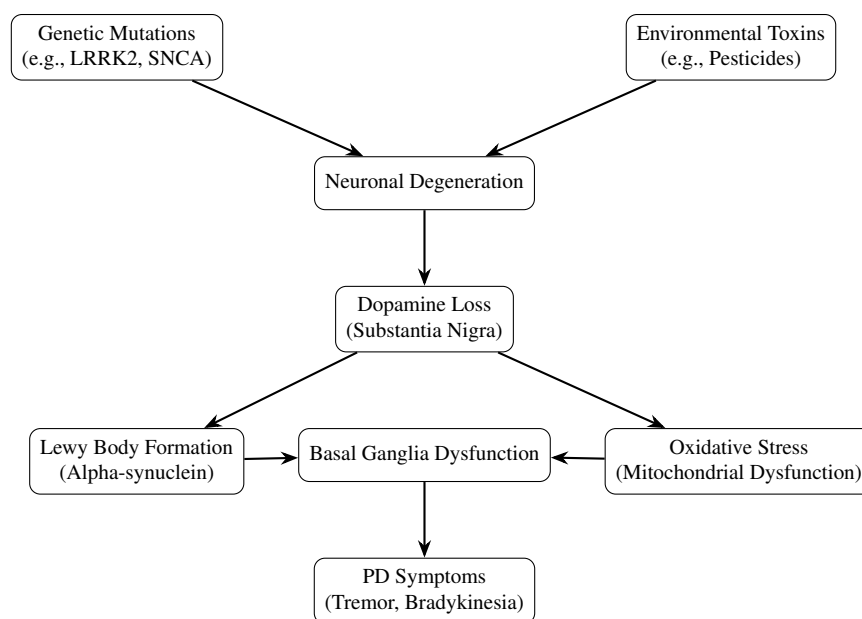 Genetic Mutations
(e.g., LRRK2, SNCA)
Environmental Toxins
(e.g., Pesticides)
Neuronal Degeneration
Dopamine Loss
(Substantia Nigra)
Lewy Body Formation
(Alpha-synuclein)
Basal Ganglia Dysfunction
Oxidative Stress
(Mitochondrial Dysfunction)
PD Symptoms
(Tremor, Bradykinesia)